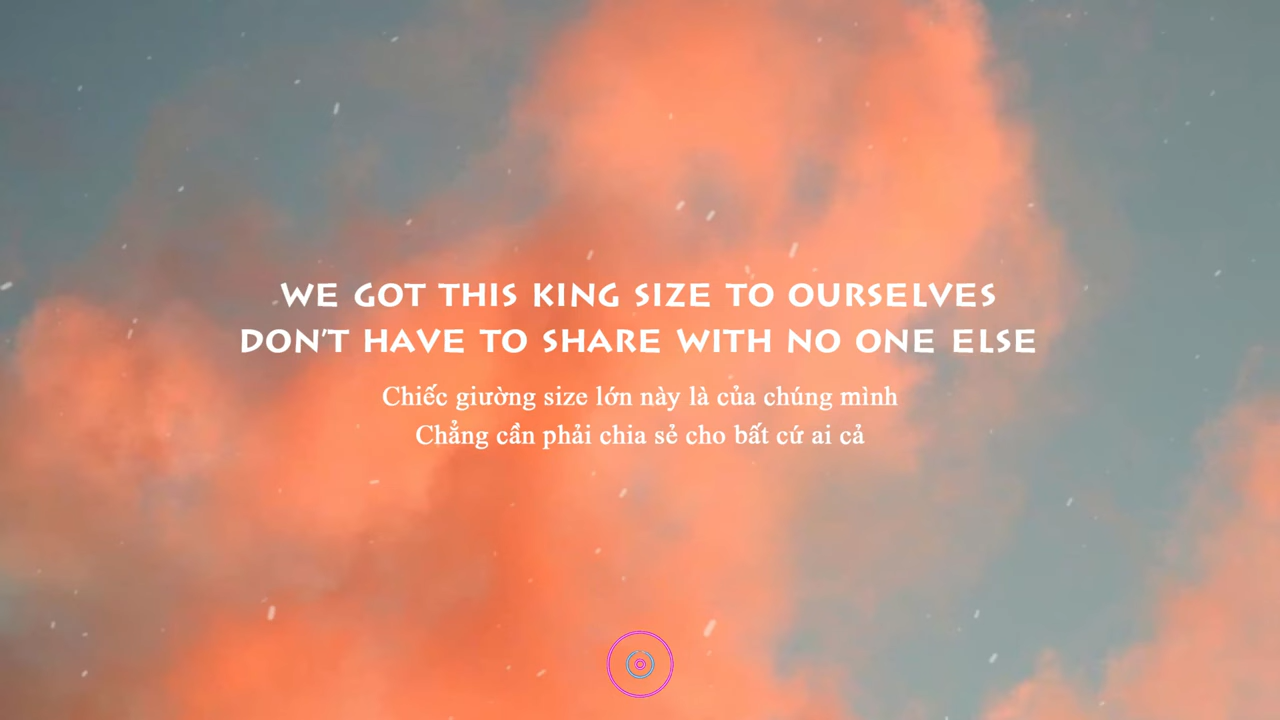 WE GOT THIS KING SIZE TO OURSELVES
DON'T HAVE TO SHARE WITH NO ONE ELSE
Chiếc giường size lớn này là của chúng mình
Chẳng cần phải chia sẻ cho bất cứ ai cả